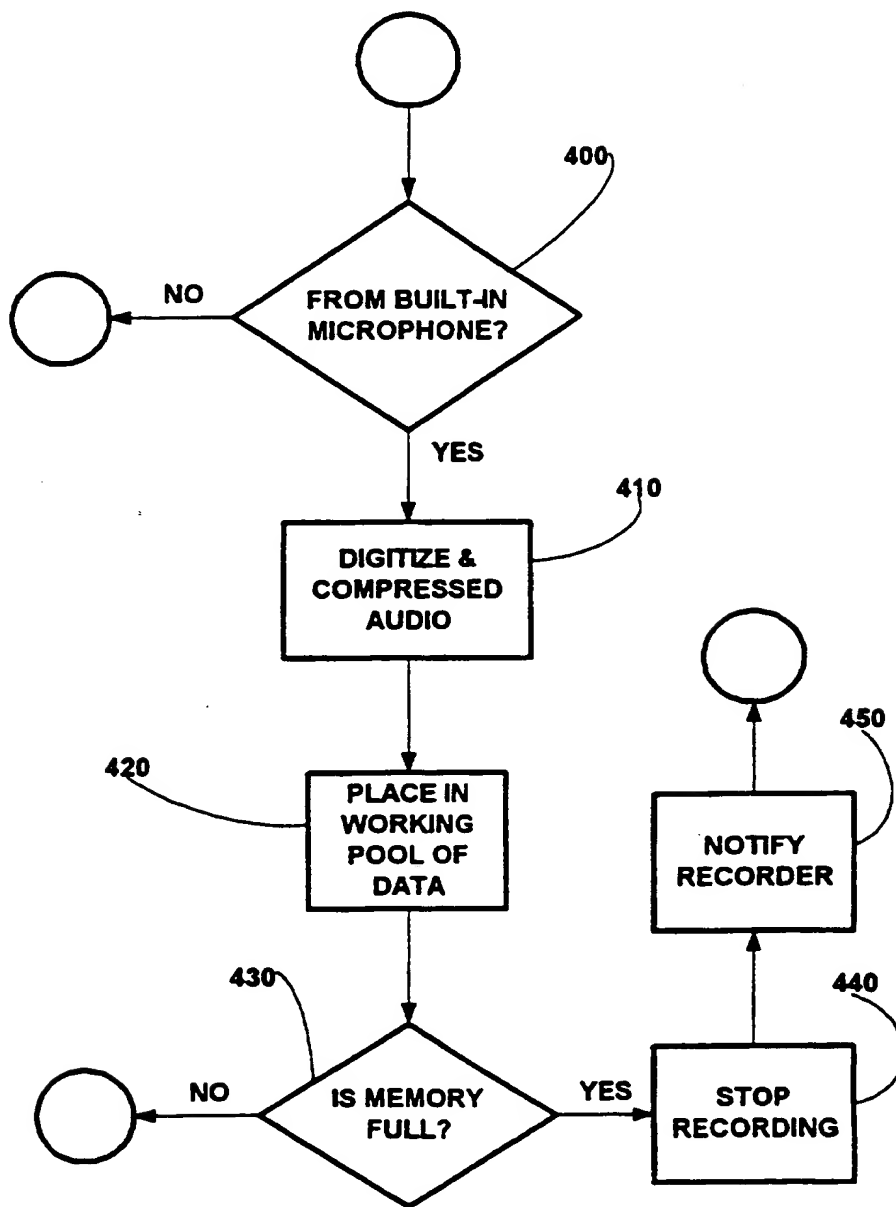 400
FROM BUILT-IN
MICROPHONE?
NO
YES
410
DIGITIZE &
COMPRESSED
AUDIO
420
PLACE IN
WORKING
POOL OF
DATA
450
NOTIFY
RECORDER
430
440
IS MEMORY
FULL?
NO
YES
STOP
RECORDING